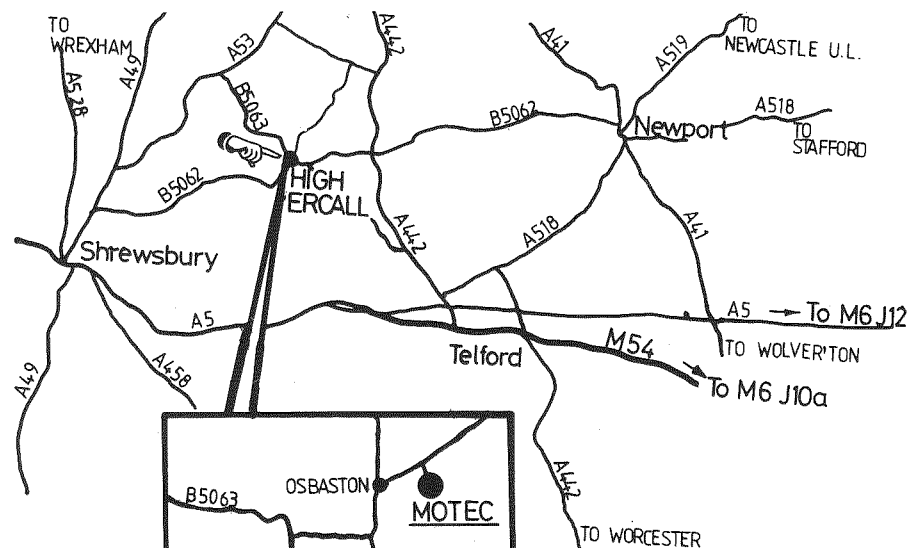 TO
WREXHAM
A528
A49
A53
A442
A41
A519
TO
NEWCASTLE U.L.
B5063
B5062
A518
Newport
TO
STAFFORD
B5062
HIGH
ERCALL
A442
A518
A41
Shrewsbury
A5
A5 → To M6 J12
M54
Telford
TO WOLVER'TON
To M6 J10a
A49
A458
OSBASTON
B5063
MOTEC
A442
TO WORCESTER